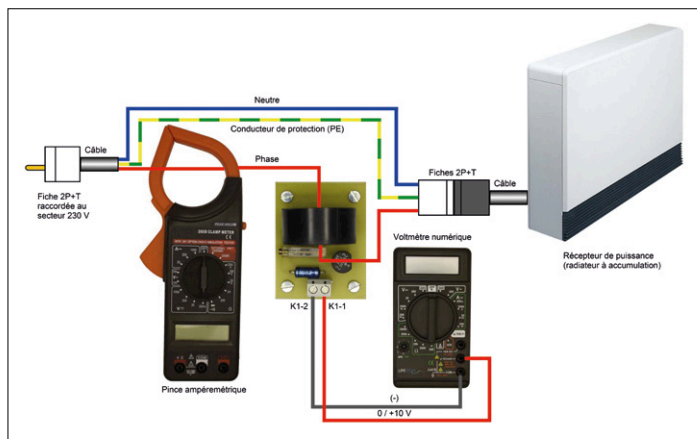 Neutre
Câble
Conducteur de protection (PE)
Phase
Fiche 2P+T
raccordée au
secteur 230 V
Fiches 2P+T
Câble
Voltmètre numérique
Récepteur de puissance
(radiateur à accumulation)
K1-2
K1-1
Pince ampéremétrique
(-)
0 / +10 V